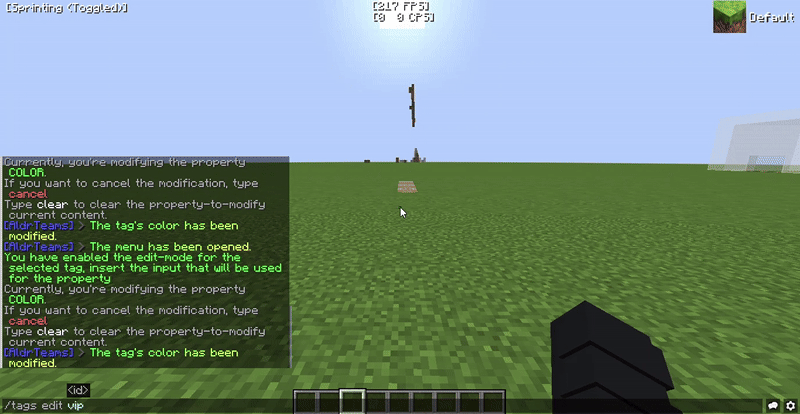 [Sprinting (Toggled)]
[217 FPS]
[0 0 CPS]
Default
Currently, you're modifying the property
COLOR.
If you want to cancel the modification, type
cancel
Type clear to clear the property-to-modify
current content.
[AldrTeams] > The tag's color has been
modified.
[AldrTeams] > The menu has been opened.
You have enabled the edit-mode for the
selected tag, insert the input that will be used
for the property
Currently, you're modifying the property
COLOR.
If you want to cancel the modification, type
cancel
Type clear to clear the property-to-modify
current content.
[AldrTeams] > The tag's color has been
modified.
<id>
/tags edit vip